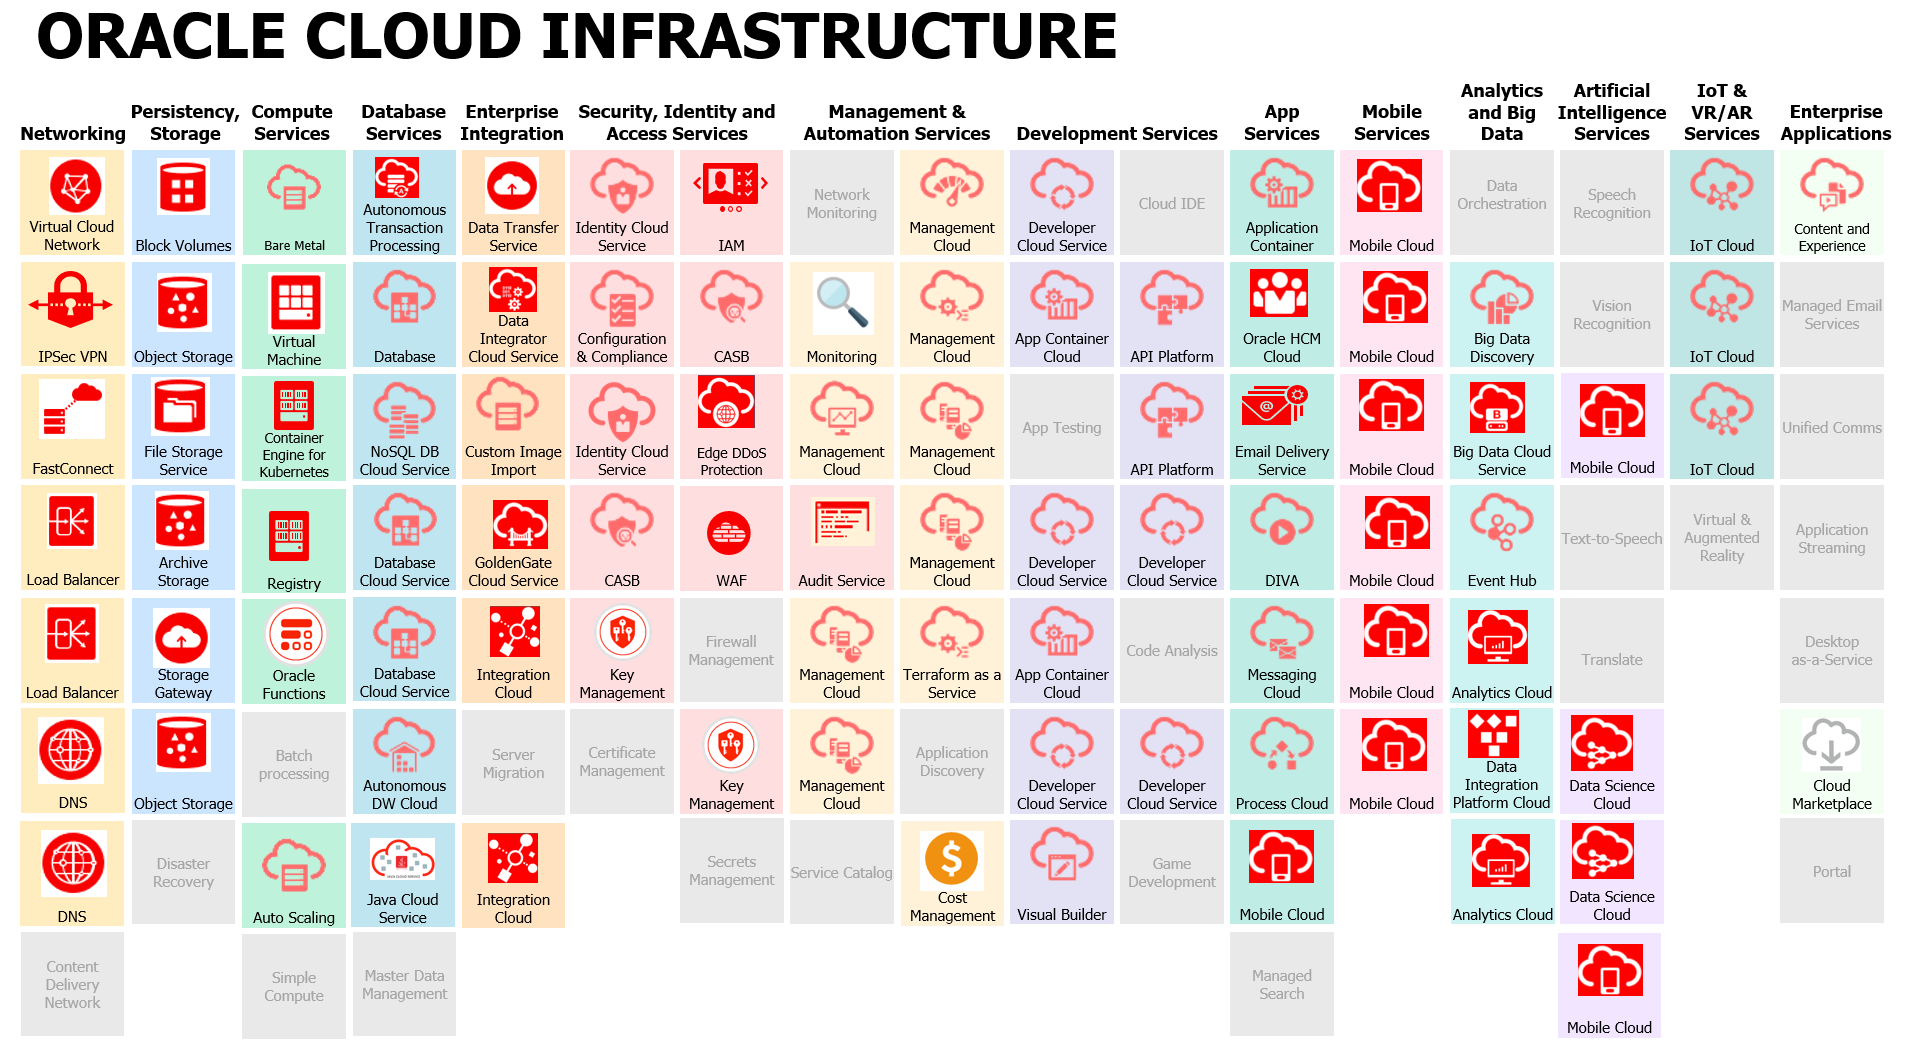 ORACLE CLOUD INFRASTRUCTURE
Networking
Persistency,
Storage
Compute
Services
Database
Services
Enterprise
Integration
Security, Identity and
Access Services
Management &
Automation Services
Development Services
App
Services
Mobile
Services
Analytics
and Big
Data
Artificial
Intelligence
Services
IoT &
VR/AR
Services
Enterprise
Applications
Virtual Cloud
Network
Block Volumes
Bare Metal
Autonomous
Transaction
Processing
Data Transfer
Service
Identity Cloud
Service
IAM
Network
Monitoring
Management
Cloud
Developer
Cloud Service
Cloud IDE
Application
Container
Mobile Cloud
Data
Orchestration
Speech
Recognition
IoT Cloud
Content and
Experience
IPSec VPN
Object Storage
Virtual
Machine
Database
Data
Integrator
Cloud Service
Configuration
& Compliance
CASB
Monitoring
Management
Cloud
App Container
Cloud
API Platform
Oracle HCM
Cloud
Mobile Cloud
Big Data
Discovery
Vision
Recognition
IoT Cloud
Managed Email
Services
FastConnect
File Storage
Service
Container
Engine for
Kubernetes
NoSQL DB
Cloud Service
Custom Image
Import
Identity Cloud
Service
Edge DDoS
Protection
Management
Cloud
Management
Cloud
App Testing
API Platform
Email Delivery
Service
Mobile Cloud
Big Data Cloud
Service
Mobile Cloud
IoT Cloud
Unified Comms
Load Balancer
Archive
Storage
Registry
Database
Cloud Service
GoldenGate
Cloud Service
CASB
WAF
Audit Service
Management
Cloud
Developer
Cloud Service
Developer
Cloud Service
DIVA
Mobile Cloud
Event Hub
Text-to-Speech
Virtual &
Augmented
Reality
Application
Streaming
Load Balancer
Storage
Gateway
Oracle
Functions
Database
Cloud Service
Integration
Cloud
Key
Management
Firewall
Management
Management
Cloud
Terraform as a
Service
App Container
Cloud
Code Analysis
Messaging
Cloud
Mobile Cloud
Analytics Cloud
Translate
Desktop
as-a-Service
DNS
Object Storage
Batch
processing
Autonomous
DW Cloud
Server
Migration
Certificate
Management
Key
Management
Management
Cloud
Application
Discovery
Developer
Cloud Service
Developer
Cloud Service
Process Cloud
Mobile Cloud
Data
Integration
Platform Cloud
Data Science
Cloud
Cloud
Marketplace
DNS
Disaster
Recovery
Auto Scaling
Java Cloud
Service
Integration
Cloud
Secrets
Management
Service Catalog
$
Cost
Management
Visual Builder
Game
Development
Mobile Cloud
Analytics Cloud
Data Science
Cloud
Portal
Content
Delivery
Network
Simple
Compute
Master Data
Management
Managed
Search
Mobile Cloud